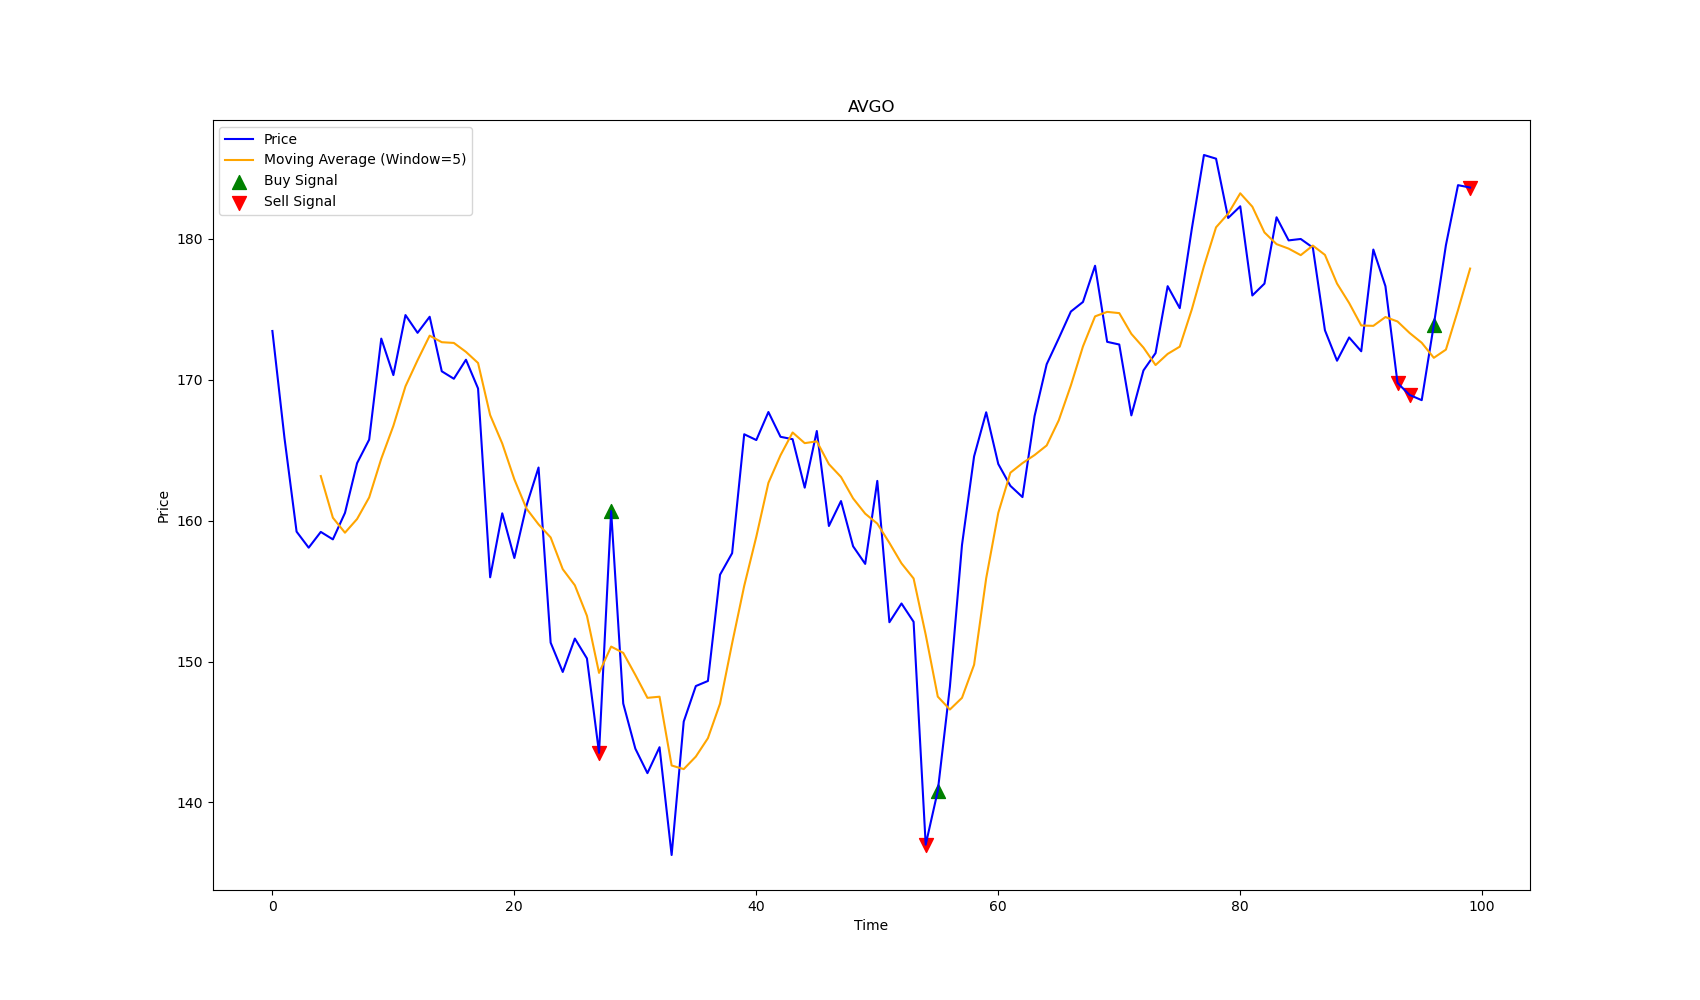 AVGO
Price
Moving Average (Window=5)
Buy Signal
Sell Signal
180
170
160
150
140
Price
0 20 40 60 80 100
Time